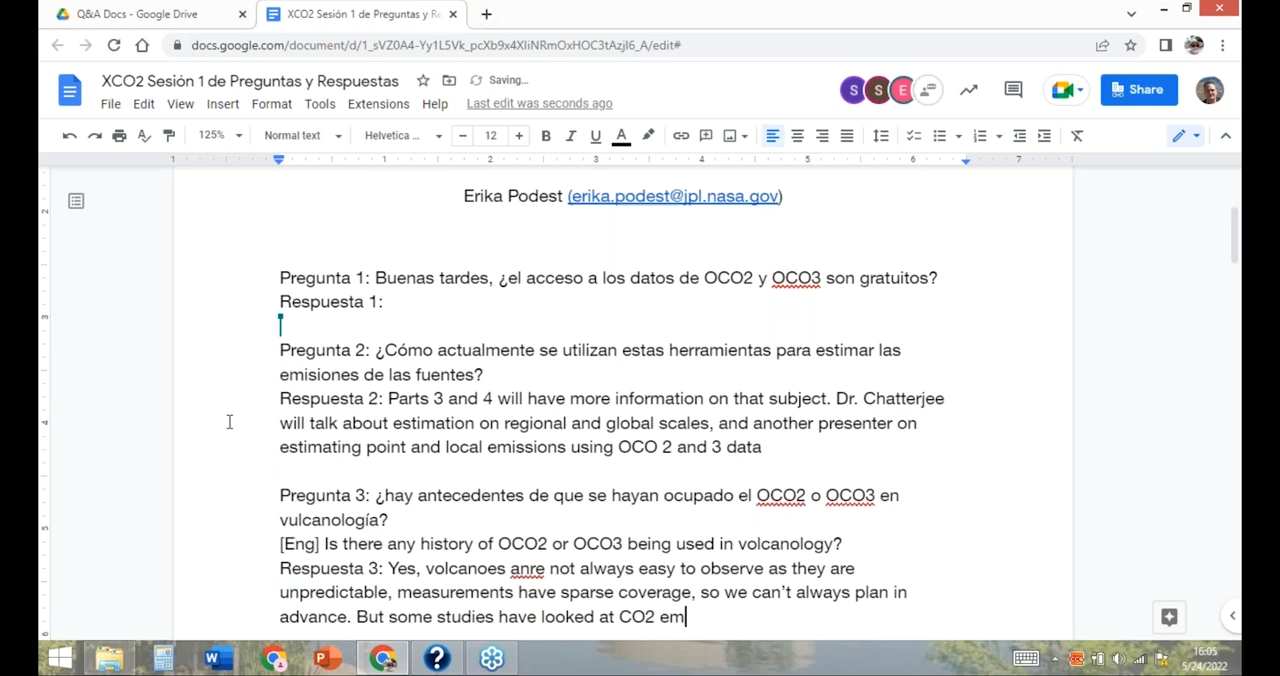 Q&A Docs - Google Drive
XCO2 Sesión 1 de Preguntas y Re
docs.google.com/document/d/1_sVZ0A4-Yy1L5Vk_pcXb9x4XliNRmOxHOC3tAzjI6_A/edit#
XCO2 Sesión 1 de Preguntas y Respuestas
Saving...
S S E
Share
File Edit View Insert Format Tools Extensions Help Last edit was seconds ago
125% Normal text Helvetica ... 12 B I U A
1 1 2 3 4 5 6 7
Erika Podest (erika.podest@jpl.nasa.gov)
Pregunta 1: Buenas tardes, ¿el acceso a los datos de OCO2 y OCO3 son gratuitos?
Respuesta 1:
Pregunta 2: ¿Cómo actualmente se utilizan estas herramientas para estimar las
emisiones de las fuentes?
Respuesta 2: Parts 3 and 4 will have more information on that subject. Dr. Chatterjee
will talk about estimation on regional and global scales, and another presenter on
estimating point and local emissions using OCO 2 and 3 data
Pregunta 3: ¿hay antecedentes de que se hayan ocupado el OCO2 o OCO3 en
vulcanología?
[Eng] Is there any history of OCO2 or OCO3 being used in volcanology?
Respuesta 3: Yes, volcanoes anre not always easy to observe as they are
unpredictable, measurements have sparse coverage, so we can't always plan in
advance. But some studies have looked at CO2 em
16:05
5/24/2022